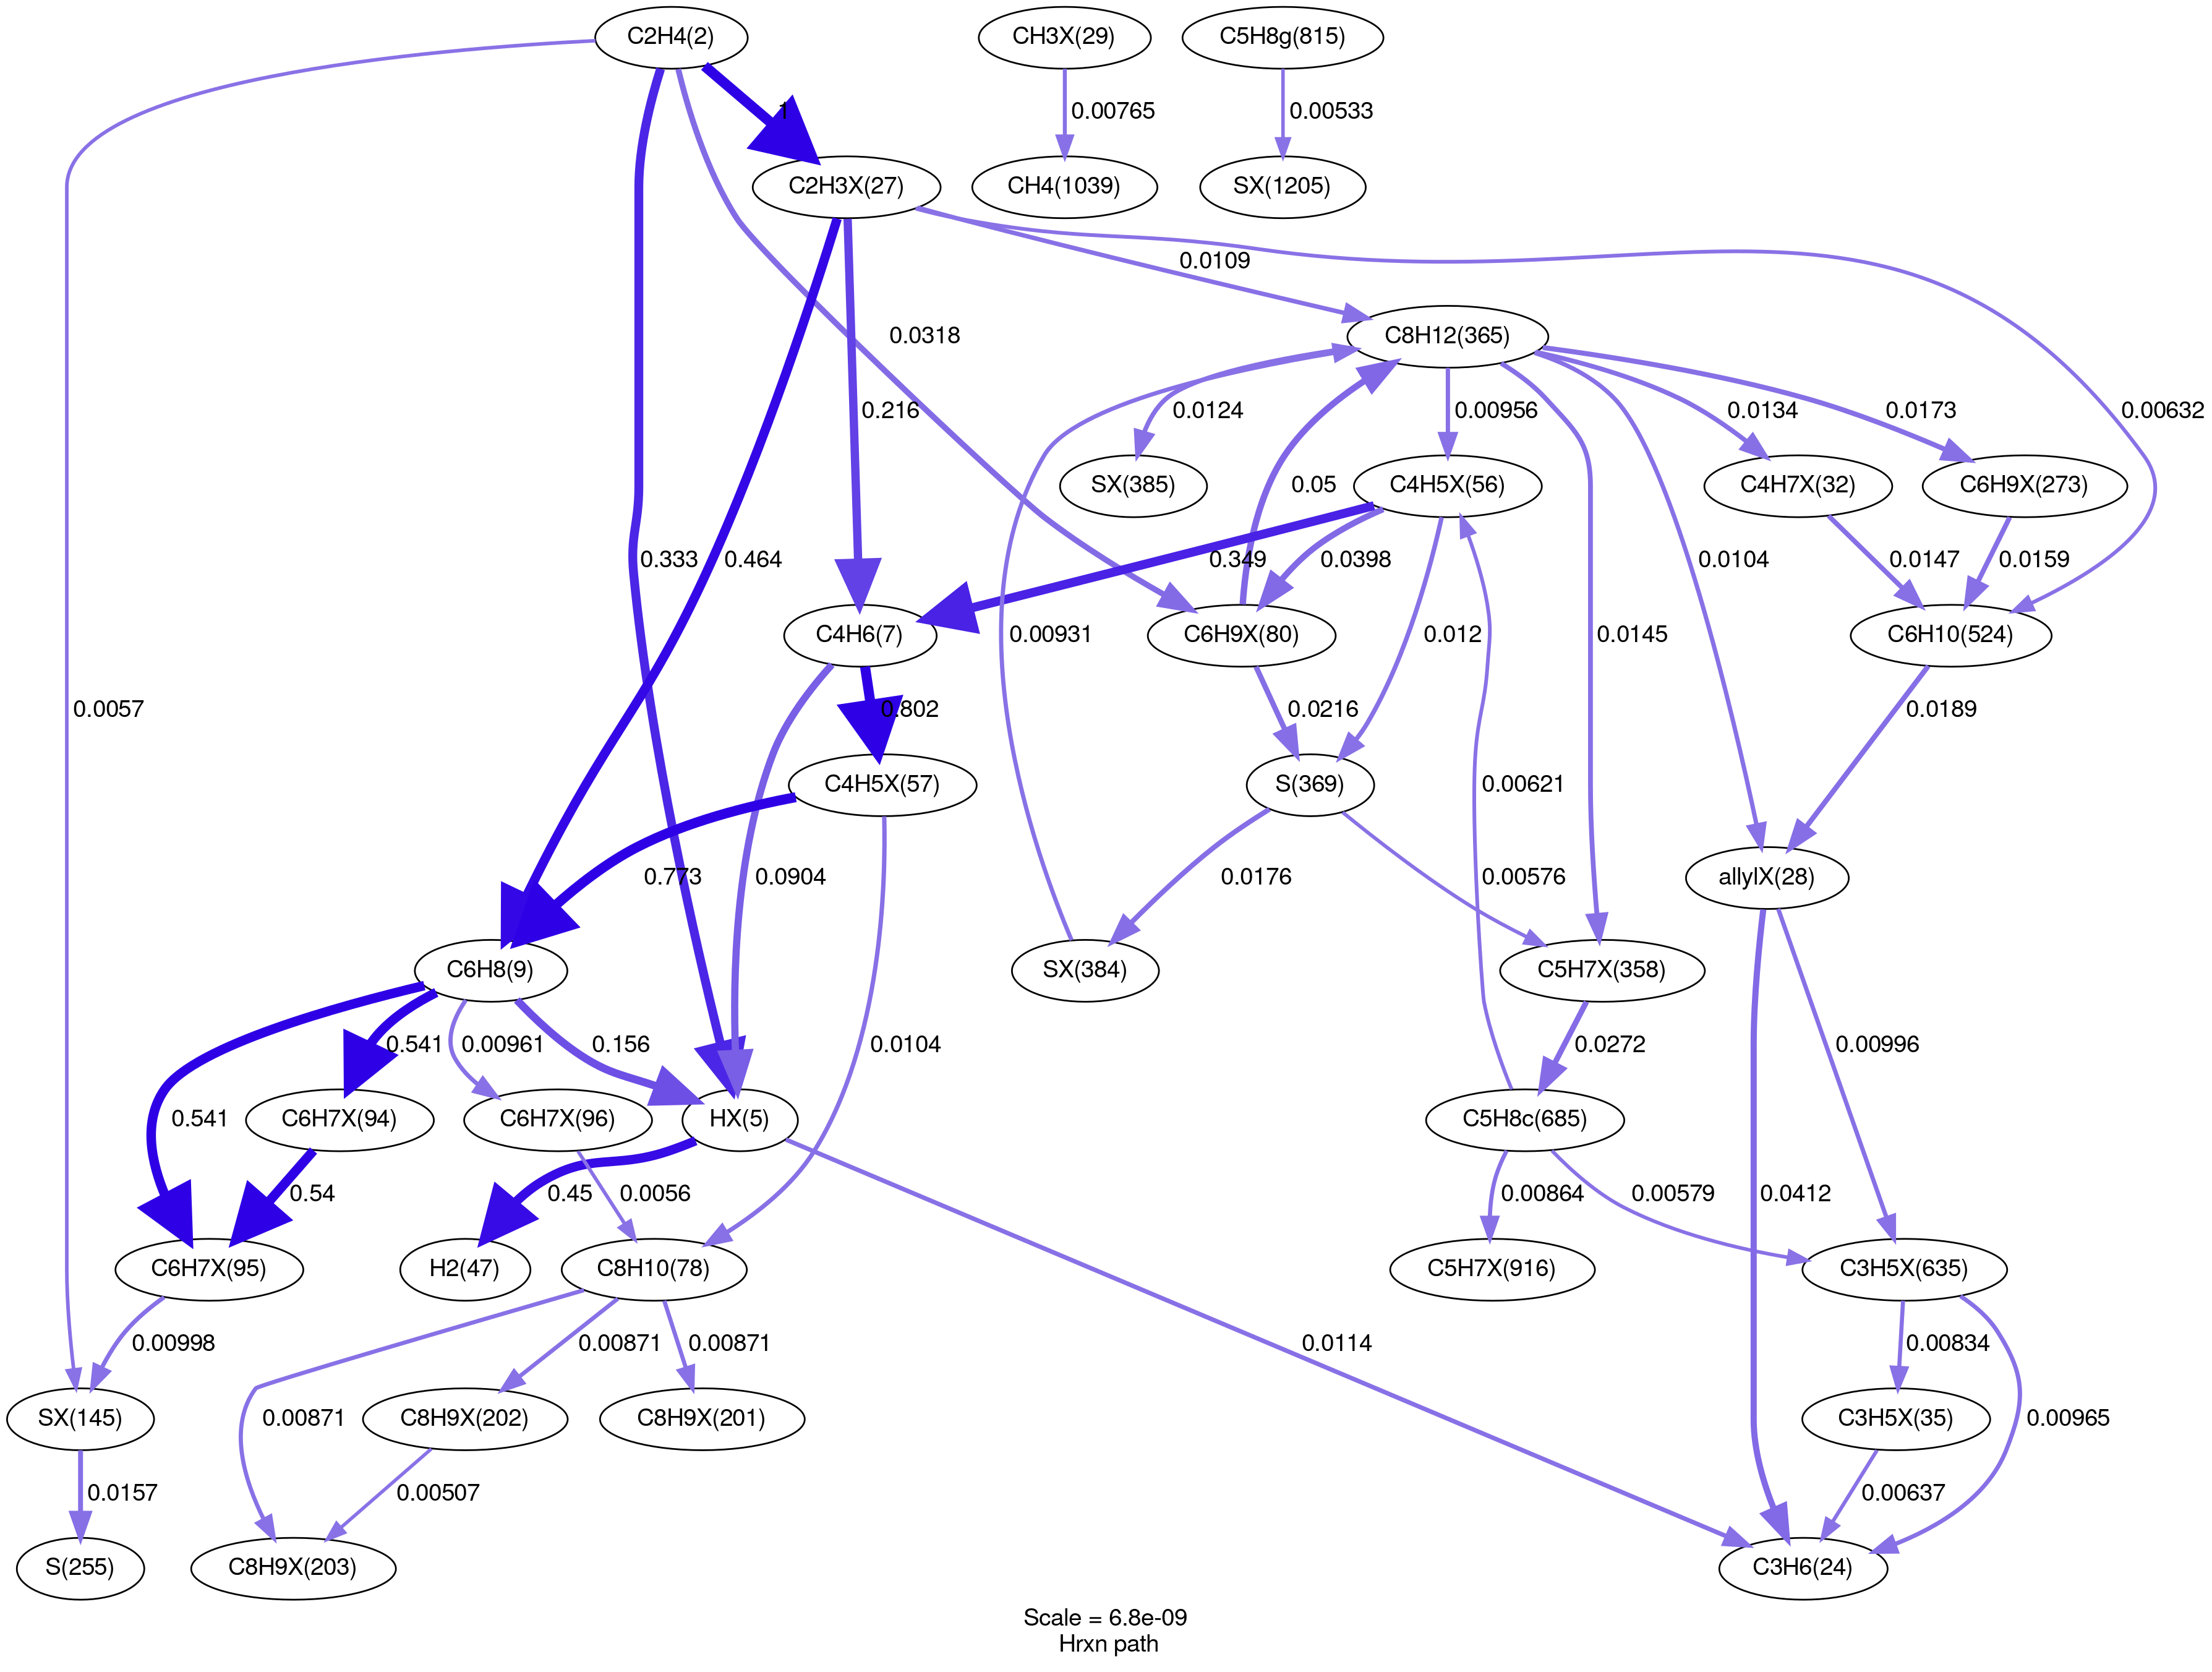 C2H4(2)
CH3X(29)
C5H8g(815)
1
0.00765
0.00533
C2H3X(27)
CH4(1039)
SX(1205)
0.0109
0.0318
C8H12(365)
0.216
0.0124
0.00956
0.0134
0.0173
0.00632
SX(385)
0.05
C4H5X(56)
C4H7X(32)
C6H9X(273)
0.333
0.464
0.349
0.0398
0.0104
0.0147
0.0159
C4H6(7)
C6H9X(80)
0.00931
0.012
0.0145
C6H10(524)
0.0057
0.802
0.0216
0.0189
C4H5X(57)
S(369)
0.00621
0.773
0.0904
0.0176
0.00576
allylX(28)
C6H8(9)
SX(384)
C5H7X(358)
0.541
0.00961
0.156
0.0104
0.0272
0.00996
0.541
C6H7X(94)
C6H7X(96)
HX(5)
C5H8c(685)
0.54
0.45
0.0056
0.00864
0.00579
0.0412
C6H7X(95)
H2(47)
C8H10(78)
C5H7X(916)
C3H5X(635)
0.00998
0.00871
0.00871
0.0114
0.00834
0.00871
0.00965
SX(145)
C8H9X(202)
C8H9X(201)
C3H5X(35)
0.0157
0.00507
0.00637
S(255)
C8H9X(203)
C3H6(24)
Scale = 6.8e-09
Hrxn path